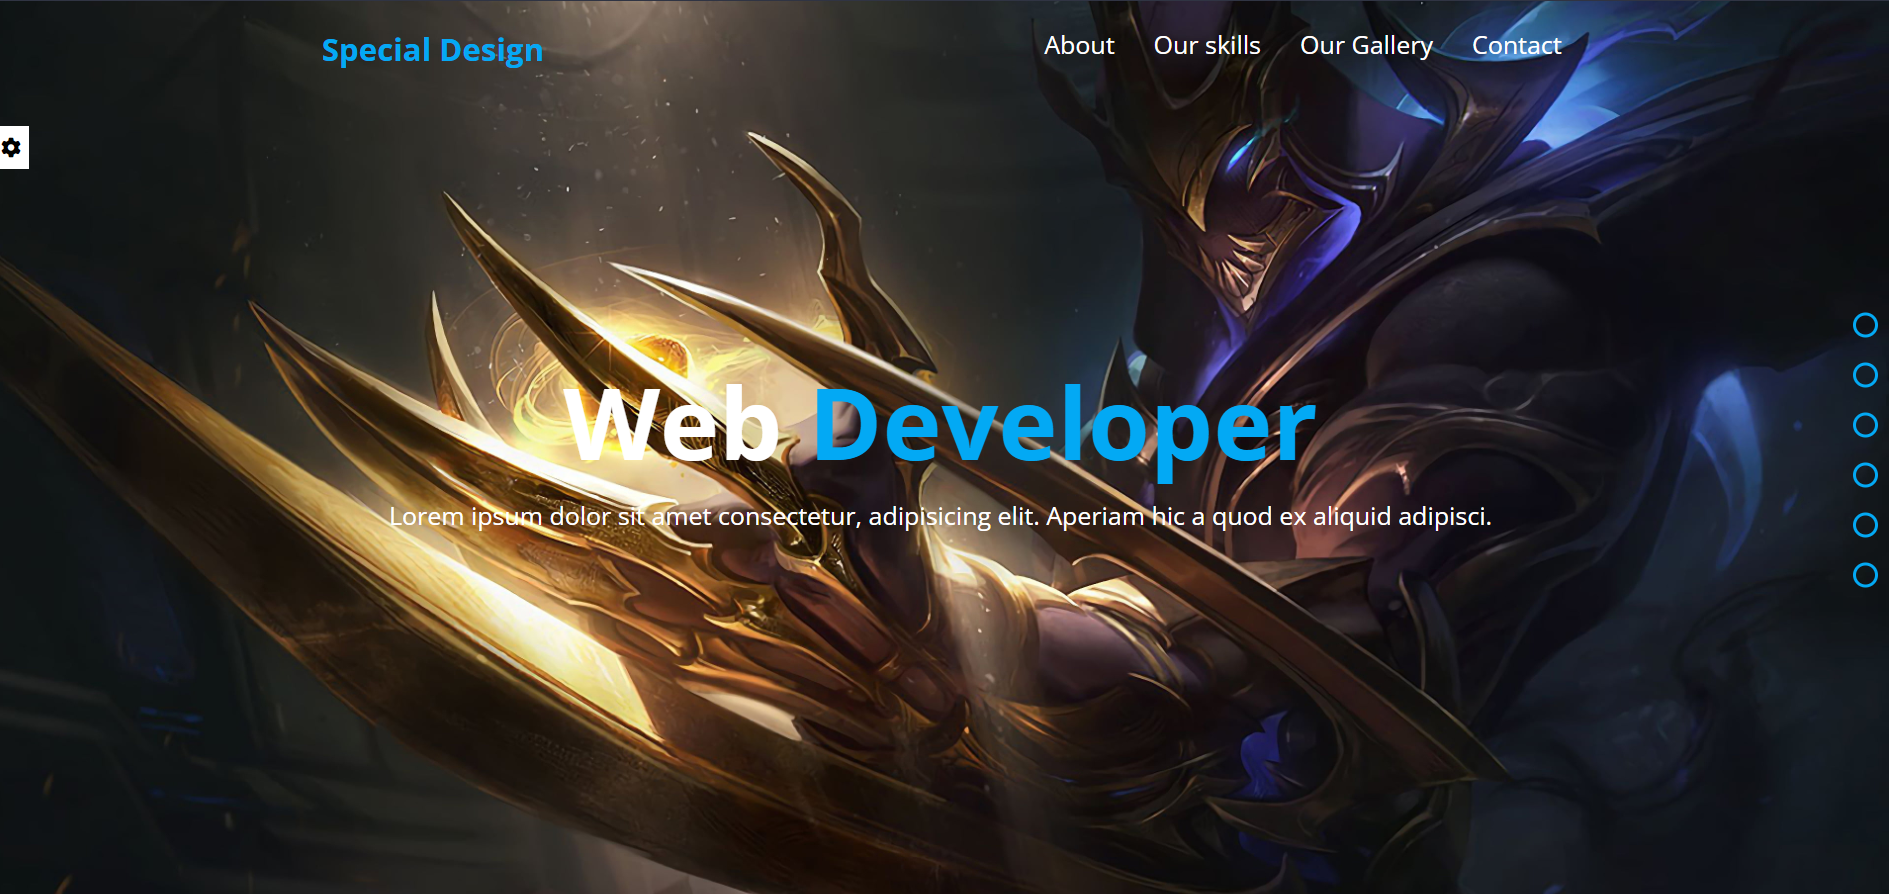 Special Design
About Our skills Our Gallery Contact
Web Developer
Lorem ipsum dolor sit amet consectetur, adipisicing elit. Aperiam hic a quod ex aliquid adipisci.